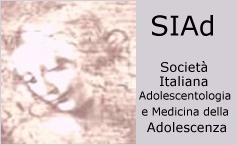 SIAd
Società
Italiana
Adolescentologia
e Medicina della
Adolescenza